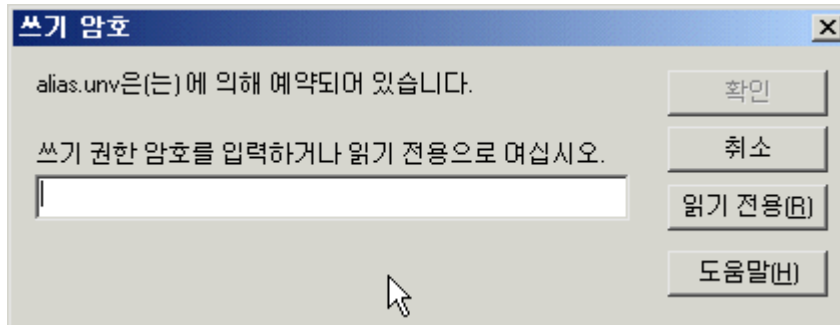 쓰기 암호
alias.unv은(는)에 의해 예약되어 있습니다.
확인
쓰기 권한 암호를 입력하거나 읽기 전용으로 여십시오.
취소
읽기 전용(R)
도움말(H)